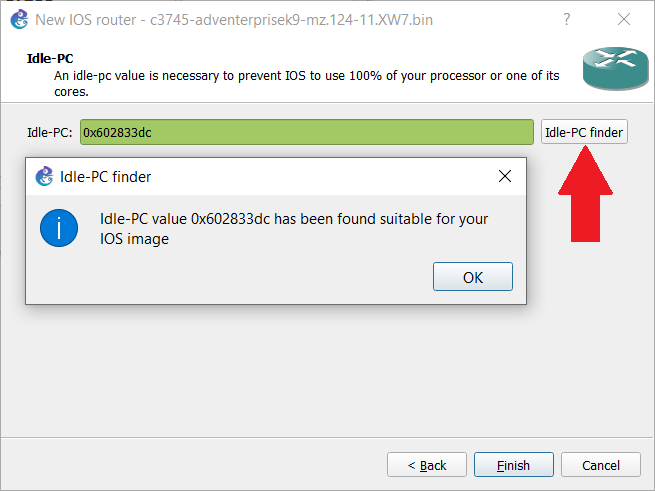 New IOS router - c3745-adventerprisek9-mz.124-11.XW7.bin
Idle-PC
An idle-pc value is necessary to prevent IOS to use 100% of your processor or one of its
cores.
Idle-PC: 0x602833dc Idle-PC finder
Idle-PC finder
Idle-PC value 0x602833dc has been found suitable for your
IOS image
OK
< Back Finish Cancel